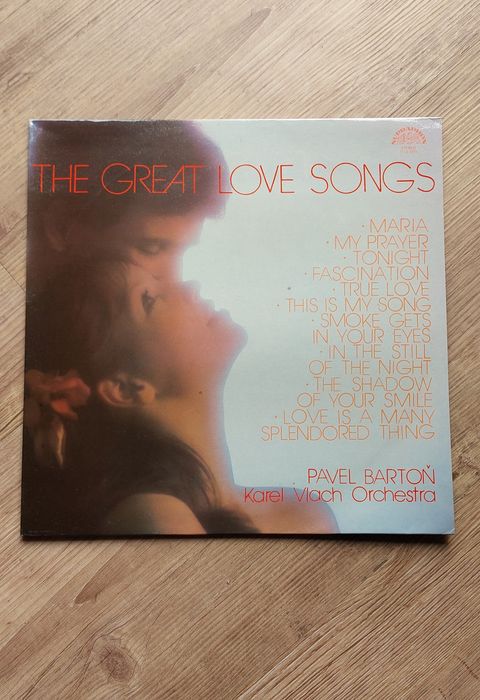 SUPRAPHON
STEREO
THE GREAT LOVE SONGS
· MARIA
· MY PRAYER
· TONIGHT
· FASCINATION
· TRUE LOVE
· THIS IS MY SONG
· SMOKE GETS
IN YOUR EYES
· IN THE STILL
OF THE NIGHT
· THE SHADOW
OF YOUR SMILE
· LOVE IS A MANY
SPLENDORED THING
PAVEL BARTOŇ
Karel Vlach Orchestra